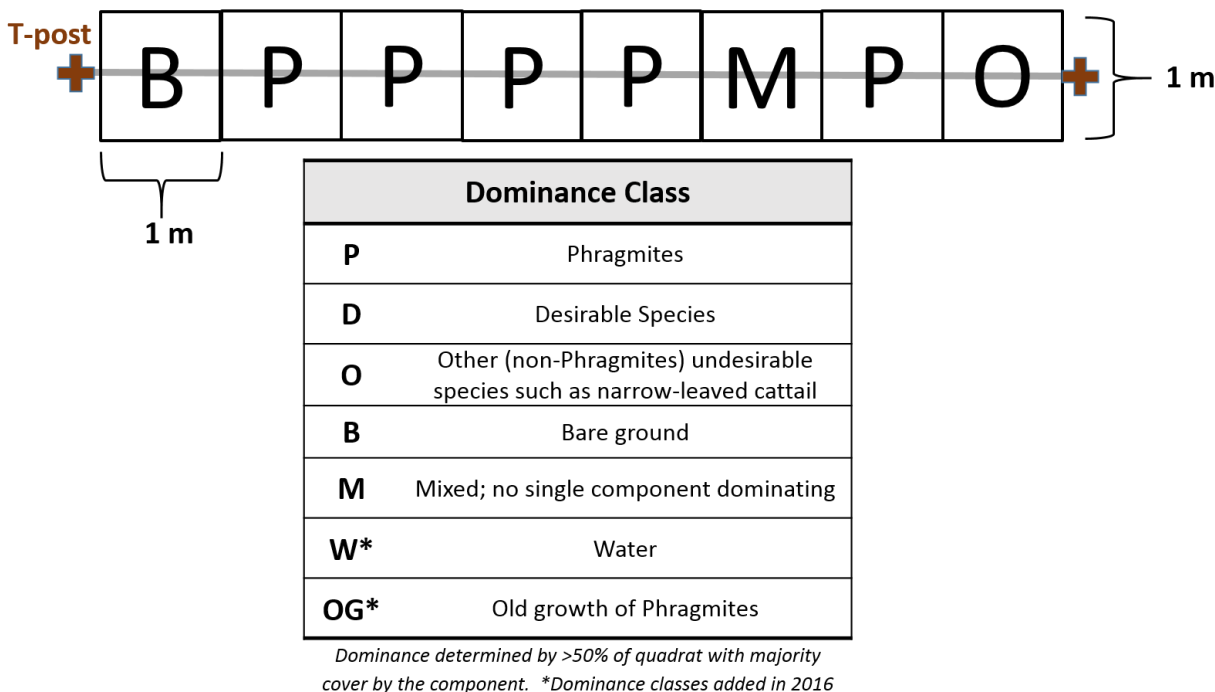 T-post
B P P P P M P O
1 m
1 m
Dominance Class
P Phragmites
D Desirable Species
O Other (non-Phragmites) undesirable
species such as narrow-leaved cattail
B Bare ground
M Mixed; no single component dominating
W* Water
OG* Old growth of Phragmites
Dominance determined by >50% of quadrat with majority
cover by the component. *Dominance classes added in 2016